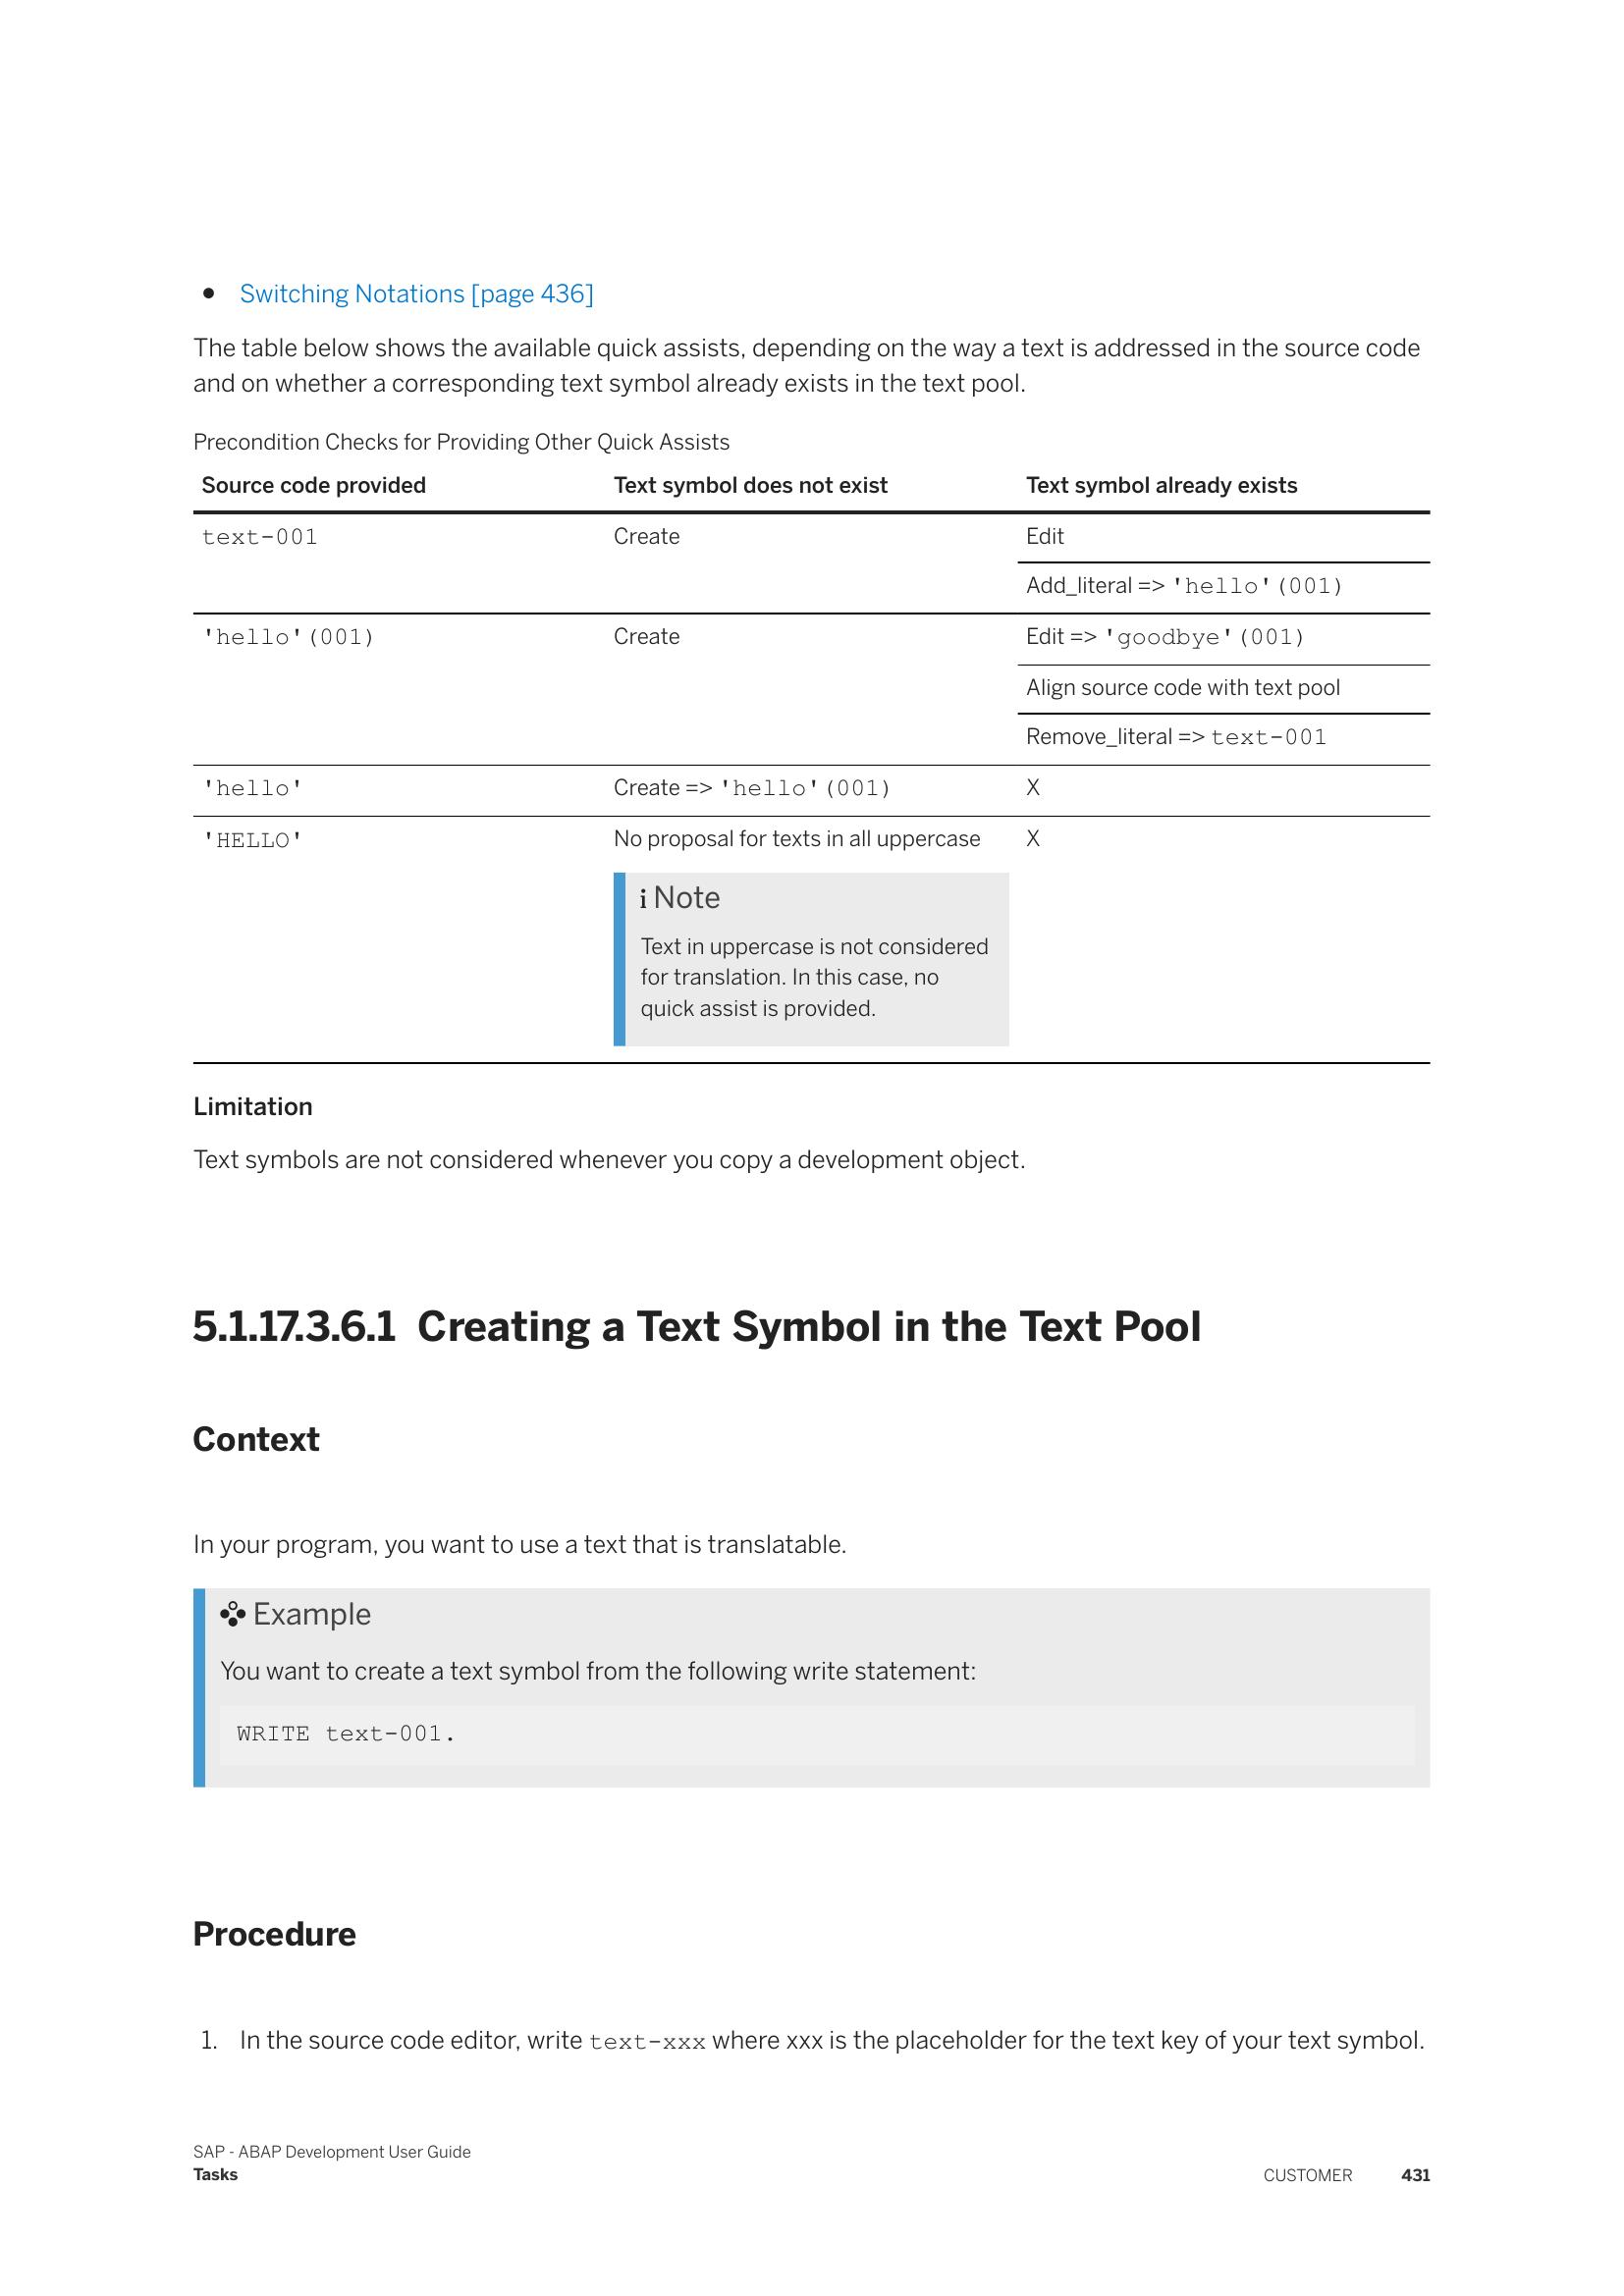 • Switching Notations [page 436]
The table below shows the available quick assists, depending on the way a text is addressed in the source code
and on whether a corresponding text symbol already exists in the text pool.
Precondition Checks for Providing Other Quick Assists
Source code provided Text symbol does not exist Text symbol already exists
text-001 Create Edit
Add_literal => 'hello'(001)
'hello'(001) Create Edit => 'goodbye'(001)
Align source code with text pool
Remove_literal => text-001
'hello' Create => 'hello'(001) X
'HELLO' No proposal for texts in all uppercase X
i Note
Text in uppercase is not considered
for translation. In this case, no
quick assist is provided.
Limitation
Text symbols are not considered whenever you copy a development object.
5.1.17.3.6.1 Creating a Text Symbol in the Text Pool
Context
In your program, you want to use a text that is translatable.
Example
You want to create a text symbol from the following write statement:
WRITE text-001.
Procedure
1. In the source code editor, write text-xxx where xxx is the placeholder for the text key of your text symbol.
SAP - ABAP Development User Guide
Tasks CUSTOMER 431